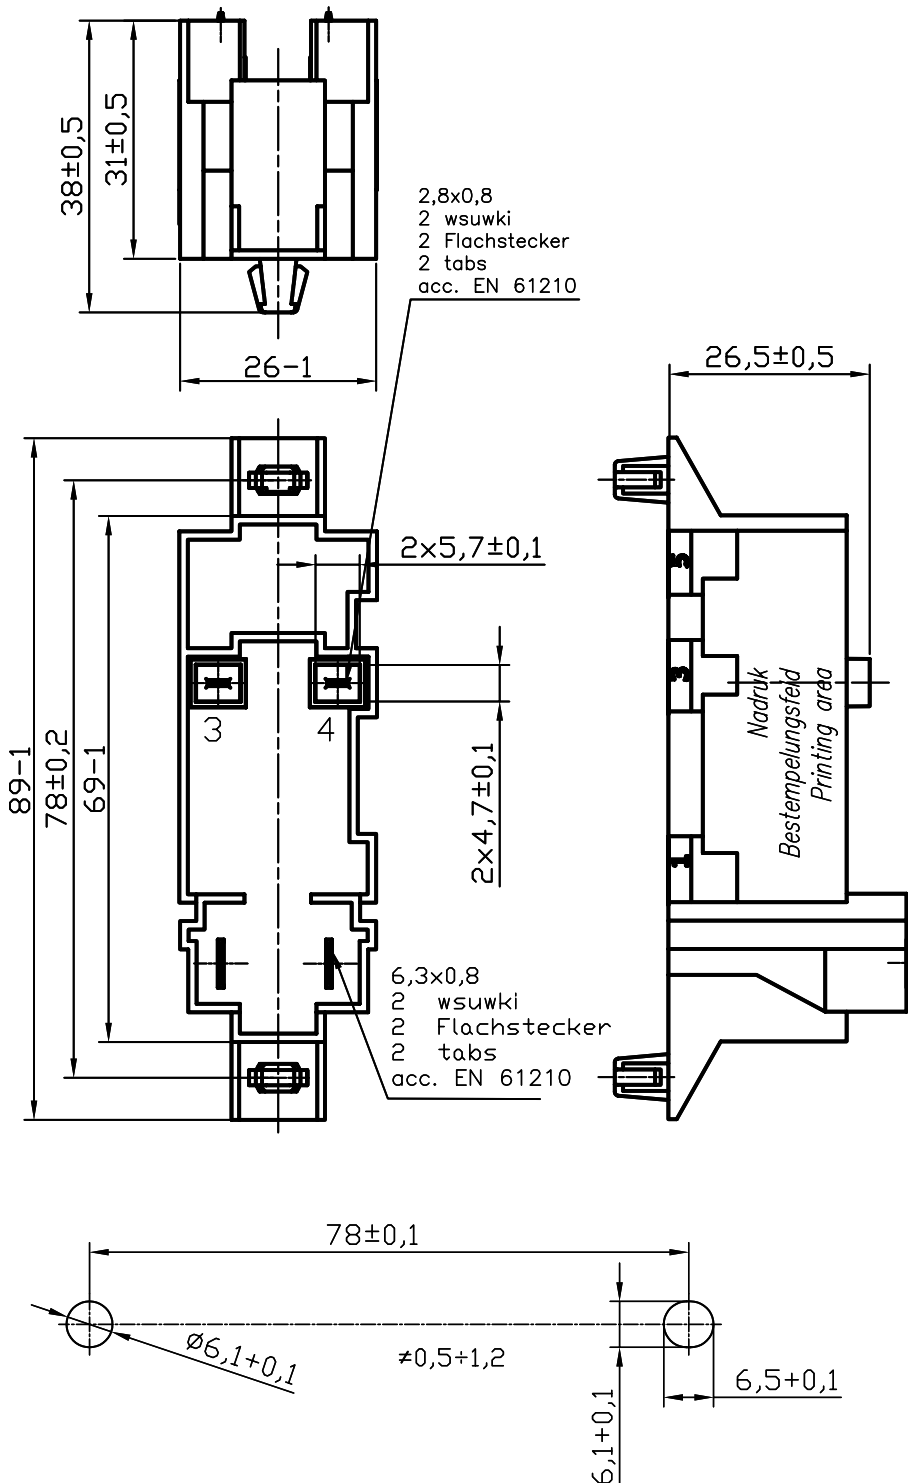 38±0,5
31±0,5
2,8x0,8
2 wsuwki
2 Flachstecker
2 tabs
acc. EN 61210
26-1
26,5±0,5
2x5,7±0,1
5
3
3
4
Nadruk
Bestempelungsfeld
Printing area
89-1
78±0,2
69-1
2x4,7±0,1
1
6,3x0,8
2 wsuwki
2 Flachstecker
2 tabs
acc. EN 61210
78±0,1
ø6,1+0,1
≠0,5÷1,2
6,1+0,1
6,5+0,1